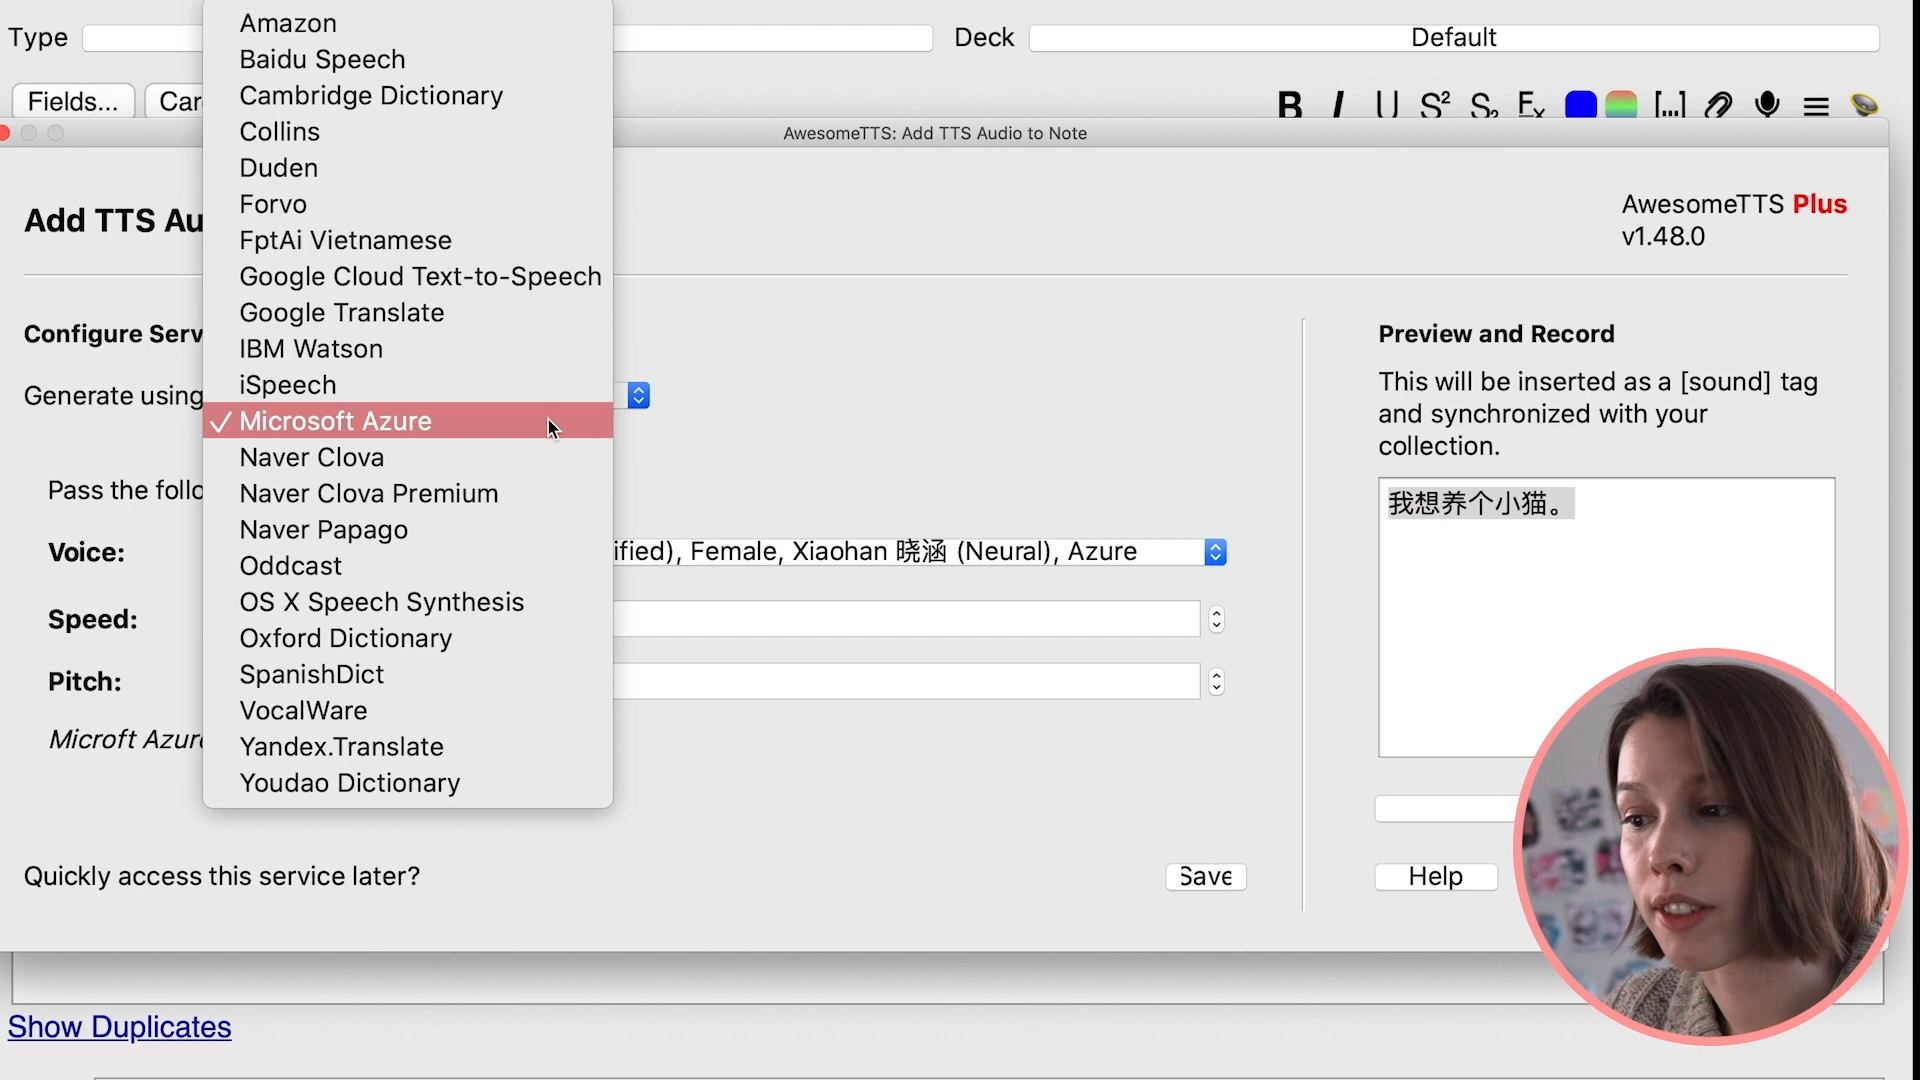 Type
Deck
Default
Fields...
Car
B I U S² S₂ Fx [...]
AwesomeTTS: Add TTS Audio to Note
Add TTS Au
AwesomeTTS Plus
v1.48.0
Configure Serv
Generate using
Amazon
Baidu Speech
Cambridge Dictionary
Collins
Duden
Forvo
FptAi Vietnamese
Google Cloud Text-to-Speech
Google Translate
IBM Watson
iSpeech
✓ Microsoft Azure
Naver Clova
Naver Clova Premium
Naver Papago
Oddcast
OS X Speech Synthesis
Oxford Dictionary
SpanishDict
VocalWare
Yandex.Translate
Youdao Dictionary
Pass the follo
Voice:
ified), Female, Xiaohan 晓涵 (Neural), Azure
Speed:
Pitch:
Microft Azure
Quickly access this service later?
Save
Preview and Record
This will be inserted as a [sound] tag
and synchronized with your
collection.
我想养个小猫。
Help
Show Duplicates